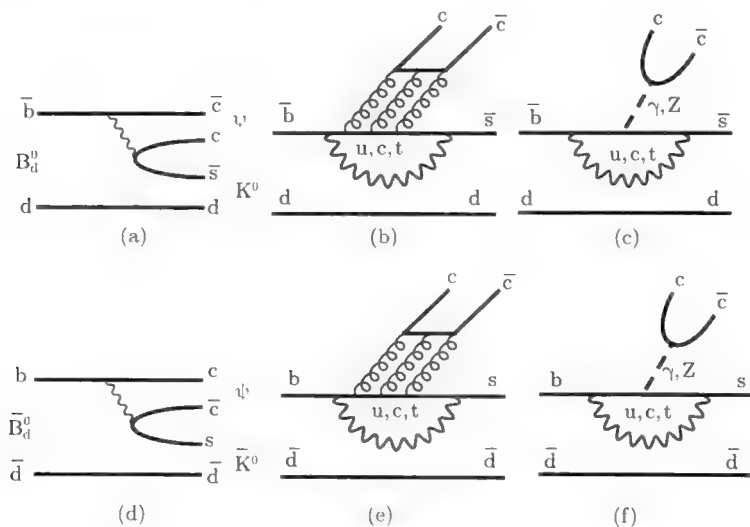 c c̅
b̅ c̅
ψ
c
B⁰_d
s̅
K⁰
d d
(a)
b̅ s̅
u, c, t
d d
(b)
c
c̅
γ, Z
b̅ s̅
u, c, t
d d
(c)
c c̅
b c
ψ
c̅
B̅⁰_d
s
K̅⁰
d̅ d̅
(d)
b s
u, c, t
d̅ d̅
(e)
c
c̅
γ, Z
b s
u, c, t
d̅ d̅
(f)